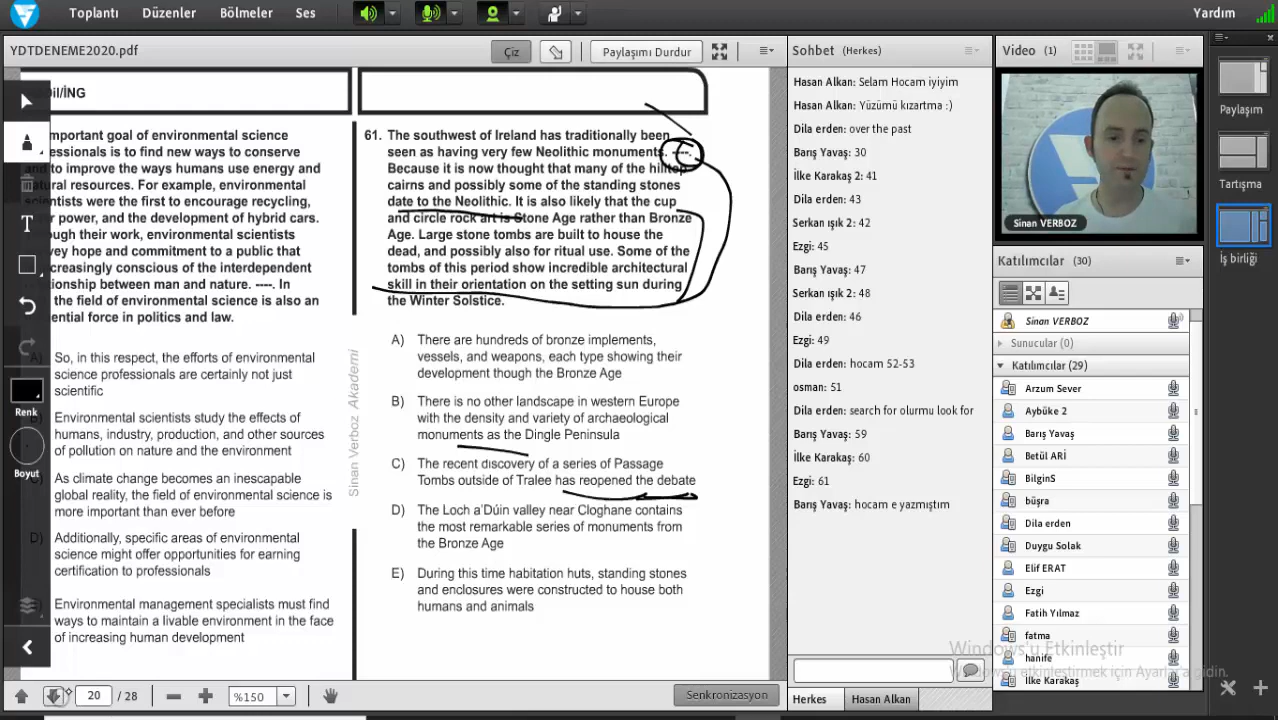 Toplantı Düzenler Bölmeler Ses Yardım
YDTDENEME2020.pdf
Çiz
Paylaşımı Durdur
İL/İNG
mportant goal of environmental science
essionals is to find new ways to conserve
nd to improve the ways humans use energy and
tural resources. For example, environmental
ientists were the first to encourage recycling,
r power, and the development of hybrid cars.
ough their work, environmental scientists
vey hope and commitment to a public that
creasingly conscious of the interdependent
tionship between man and nature. ----. In
the field of environmental science is also an
ential force in politics and law.
A) So, in this respect, the efforts of environmental
science professionals are certainly not just
scientific
B) Environmental scientists study the effects of
humans, industry, production, and other sources
of pollution on nature and the environment
C) As climate change becomes an inescapable
global reality, the field of environmental science is
more important than ever before
D) Additionally, specific areas of environmental
science might offer opportunities for earning
certification to professionals
Environmental management specialists must find
ways to maintain a livable environment in the face
of increasing human development
Sinan Verboz Akademi
61. The southwest of Ireland has traditionally been
seen as having very few Neolithic monuments. ----.
Because it is now thought that many of the hilltop
cairns and possibly some of the standing stones
date to the Neolithic. It is also likely that the cup
and circle rock art is Stone Age rather than Bronze
Age. Large stone tombs are built to house the
dead, and possibly also for ritual use. Some of the
tombs of this period show incredible architectural
skill in their orientation on the setting sun during
the Winter Solstice.
A) There are hundreds of bronze implements,
vessels, and weapons, each type showing their
development though the Bronze Age
B) There is no other landscape in western Europe
with the density and variety of archaeological
monuments as the Dingle Peninsula
C) The recent discovery of a series of Passage
Tombs outside of Tralee has reopened the debate
D) The Loch a'Dúin valley near Cloghane contains
the most remarkable series of monuments from
the Bronze Age
E) During this time habitation huts, standing stones
and enclosures were constructed to house both
humans and animals
Renk
Boyut
20 / 28
%150
Senkronizasyon
Sohbet (Herkes)
Hasan Alkan: Selam Hocam iyiyim
Hasan Alkan: Yüzümü kızartma :)
Dila erden: over the past
Barış Yavaş: 30
İlke Karakaş 2: 41
Dila erden: 43
Serkan ışık 2: 42
Ezgi: 45
Barış Yavaş: 47
Serkan ışık 2: 48
Dila erden: 46
Ezgi: 49
Dila erden: hocam 52-53
osman: 51
Dila erden: search for olurmu look for
Barış Yavaş: 59
İlke Karakaş: 60
Ezgi: 61
Barış Yavaş: hocam e yazmıştım
Herkes
Hasan Alkan
Video (1)
Sinan VERBOZ
Katılımcılar (30)
Sinan VERBOZ
Sunucular (0)
Katılımcılar (29)
Arzum Sever
Aybüke 2
Barış Yavaş
Betül ARİ
BilginS
büşra
Dila erden
Duygu Solak
Elif ERAT
Ezgi
Fatih Yılmaz
fatma
hanife
İlke Karakaş
Windows'u Etkinleştir
Windows'u etkinleştirmek için Ayarlar'a gidin.
Paylaşım
Tartışma
İş birliği